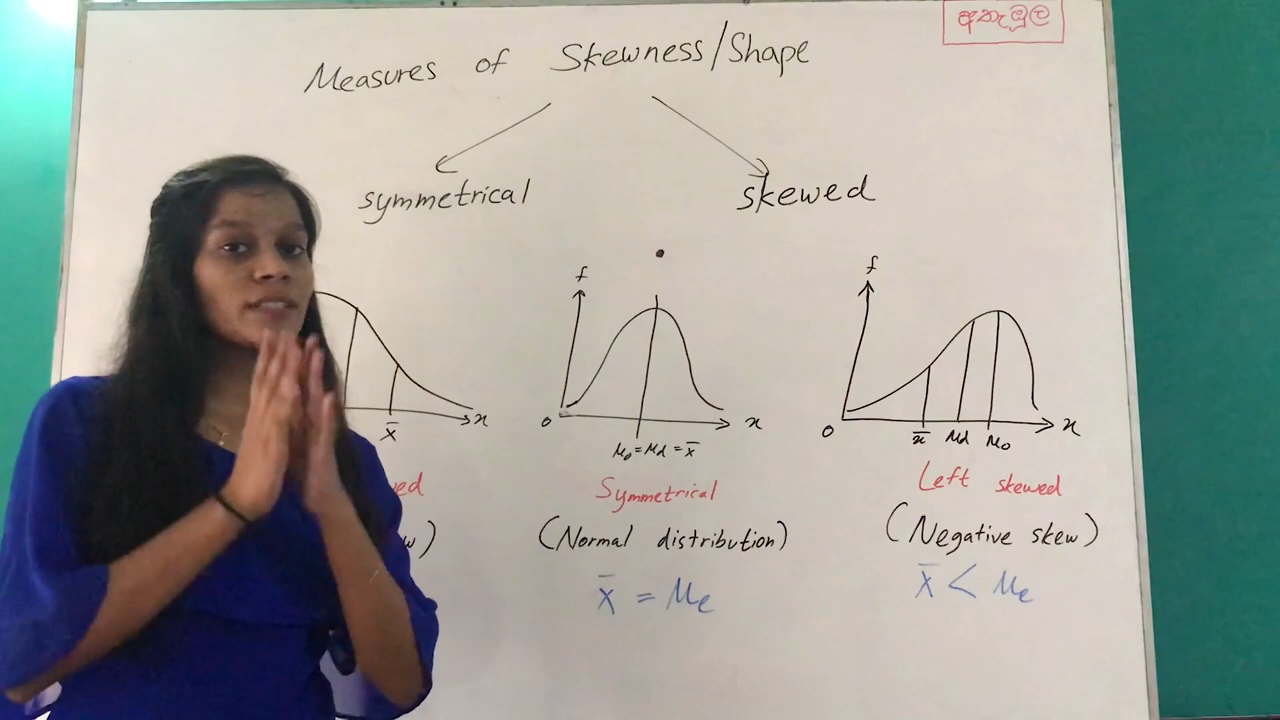 අතැඹුල
Measures of Skewness/Shape
symmetrical
skewed
f
f
x
x̄
0
x
Mo = Md = x̄
0
x
x̄ Md Mo
Symmetrical
Left skewed
(Normal distribution)
(Negative skew)
x̄ = Me
x̄ < Me